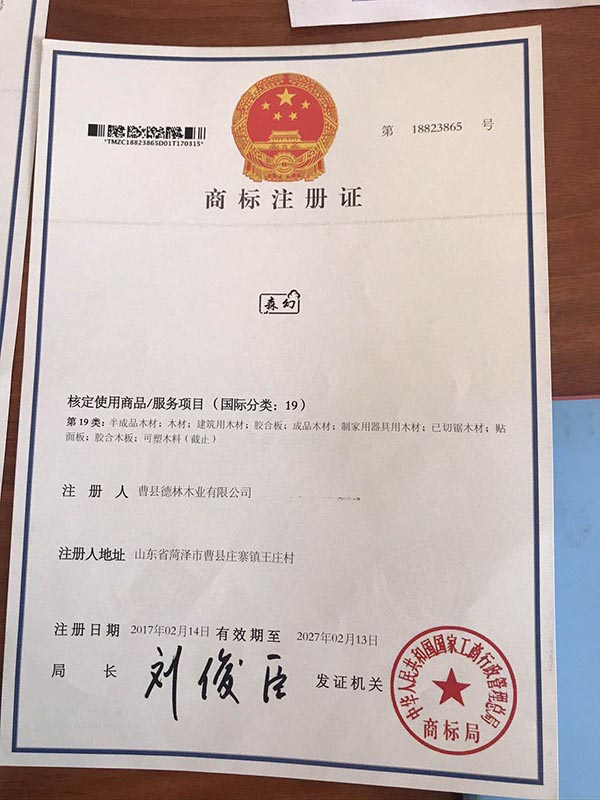 *TMZC18823865D01T170315*
第 18823865 号
商标注册证
森幻
核定使用商品/服务项目（国际分类：19）
第19类：半成品木材；木材；建筑用木材；胶合板；成品木材；制家用器具用木材；已切锯木材；贴
面板；胶合木板；可塑木料（截止）
注册人 曹县德林木业有限公司
注册人地址 山东省菏泽市曹县庄寨镇王庄村
注册日期 2017年02月14日 有效期至 2027年02月13日
局长 刘俊臣 发证机关
中华人民共和国国家工商行政管理总局
商标局